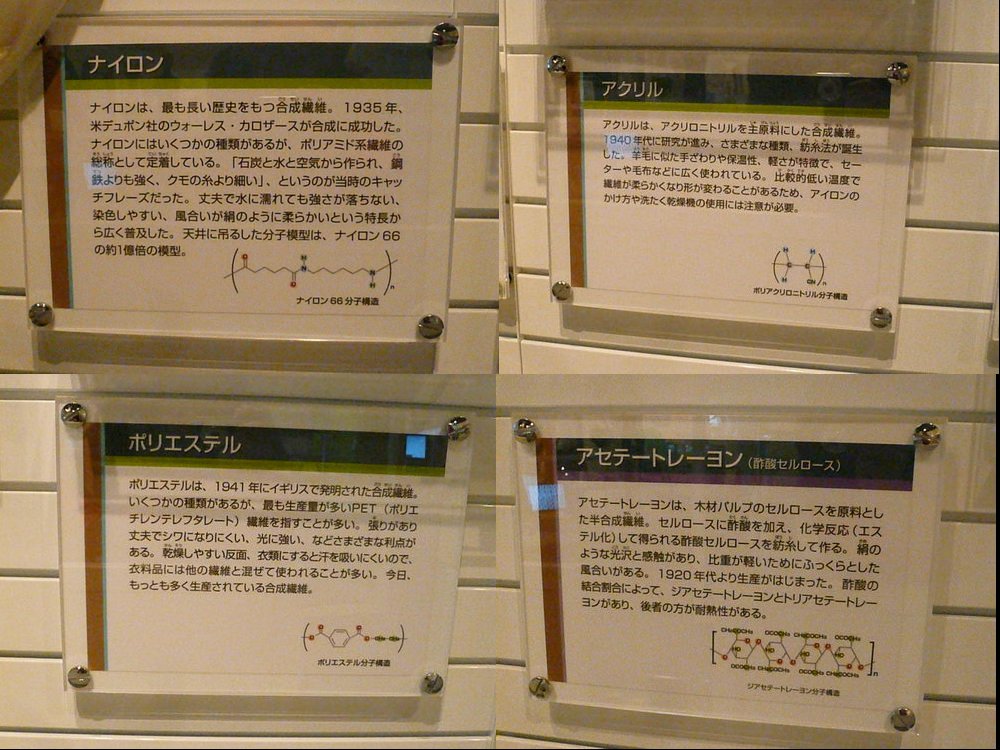 ナイロン
ナイロンは、最も長い歴史をもつ合成繊維。1935年、
米デュポン社のウォーレス・カロザースが合成に成功した。
ナイロンにはいくつかの種類があるが、ポリアミド系繊維の
総称として定着している。「石炭と水と空気から作られ、鋼
鉄よりも強く、クモの糸より細い」、というのが当時のキャッ
チフレーズだった。丈夫で水に濡れても強さが落ちない、
染色しやすい、風合いが絹のように柔らかいという特長か
ら広く普及した。天井に吊るした分子模型は、ナイロン66
の約1億倍の模型。
ナイロン66分子構造
アクリル
アクリルは、アクリロニトリルを主原料にした合成繊維。
1940年代に研究が進み、さまざまな種類、紡糸法が誕生
した。羊毛に似た手ざわりや保温性、軽さが特徴で、セー
ターや毛布などに広く使われている。比較的低い温度で
繊維が柔らかくなり形が変わることがあるため、アイロンの
かけ方や洗たく乾燥機の使用には注意が必要。
ポリアクリロニトリル分子構造
ポリエステル
ポリエステルは、1941年にイギリスで発明された合成繊維。
いくつかの種類があるが、最も生産量が多いPET（ポリエ
チレンテレフタレート）繊維を指すことが多い。張りがあり
丈夫でシワになりにくい、光に強い、などさまざまな利点が
ある。乾燥しやすい反面、衣類にすると汗を吸いにくいので、
衣料品には他の繊維と混ぜて使われることが多い。今日、
もっとも多く生産されている合成繊維。
ポリエステル分子構造
アセテートレーヨン（酢酸セルロース）
アセテートレーヨンは、木材パルプのセルロースを原料とし
た半合成繊維。セルロースに酢酸を加え、化学反応（エス
テル化）して得られる酢酸セルロースを紡糸して作る。絹の
ような光沢と感触があり、比重が軽いためにふっくらとした
風合いがある。1920年代より生産がはじまった。酢酸の
結合割合によって、ジアセテートレーヨンとトリアセテートレー
ヨンがあり、後者の方が耐熱性がある。
ジアセテートレーヨン分子構造